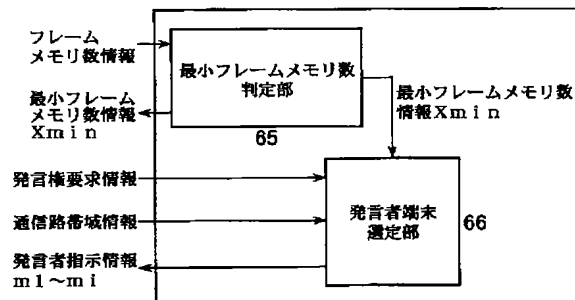 フレーム
メモリ数情報
最小フレームメモリ数
判定部
最小フレーム
メモリ数情報
Xmin
65
最小フレームメモリ数
情報Xmin
発言権要求情報
通信路帯域情報
発言者端末
選定部
66
発言者指示情報
m1～mi